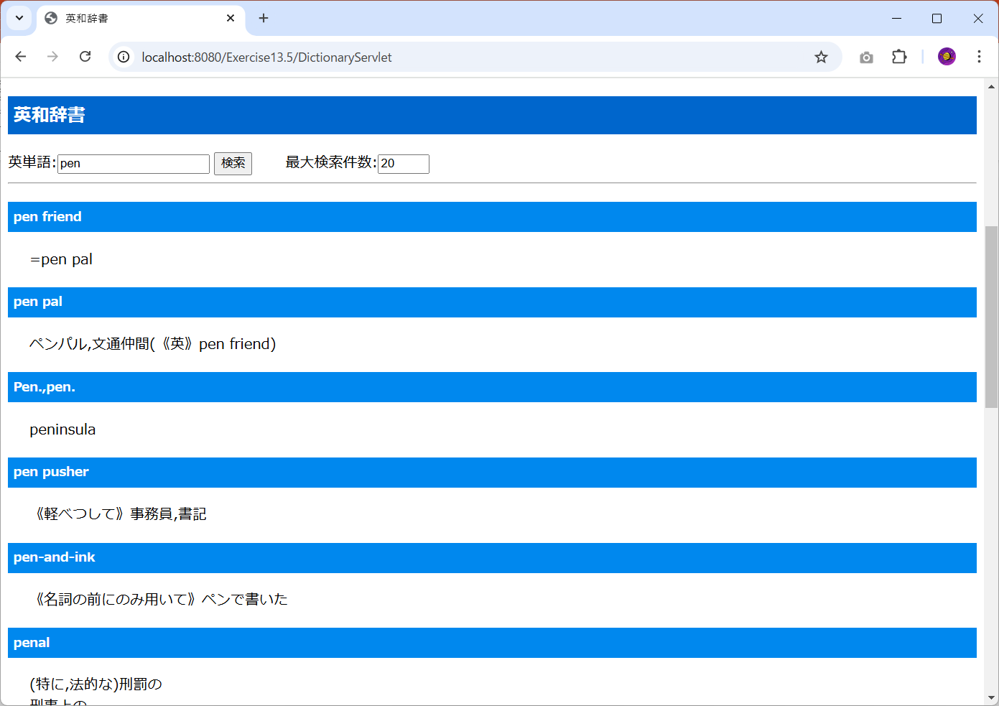 英和辞書
localhost:8080/Exercise13.5/DictionaryServlet
英和辞書
英単語:pen 検索 最大検索件数:20
pen friend
=pen pal
pen pal
ペンパル,文通仲間(《英》pen friend)
Pen.,pen.
peninsula
pen pusher
《軽べつして》事務員,書記
pen-and-ink
《名詞の前にのみ用いて》ペンで書いた
penal
(特に,法的な)刑罰の
刑事上の